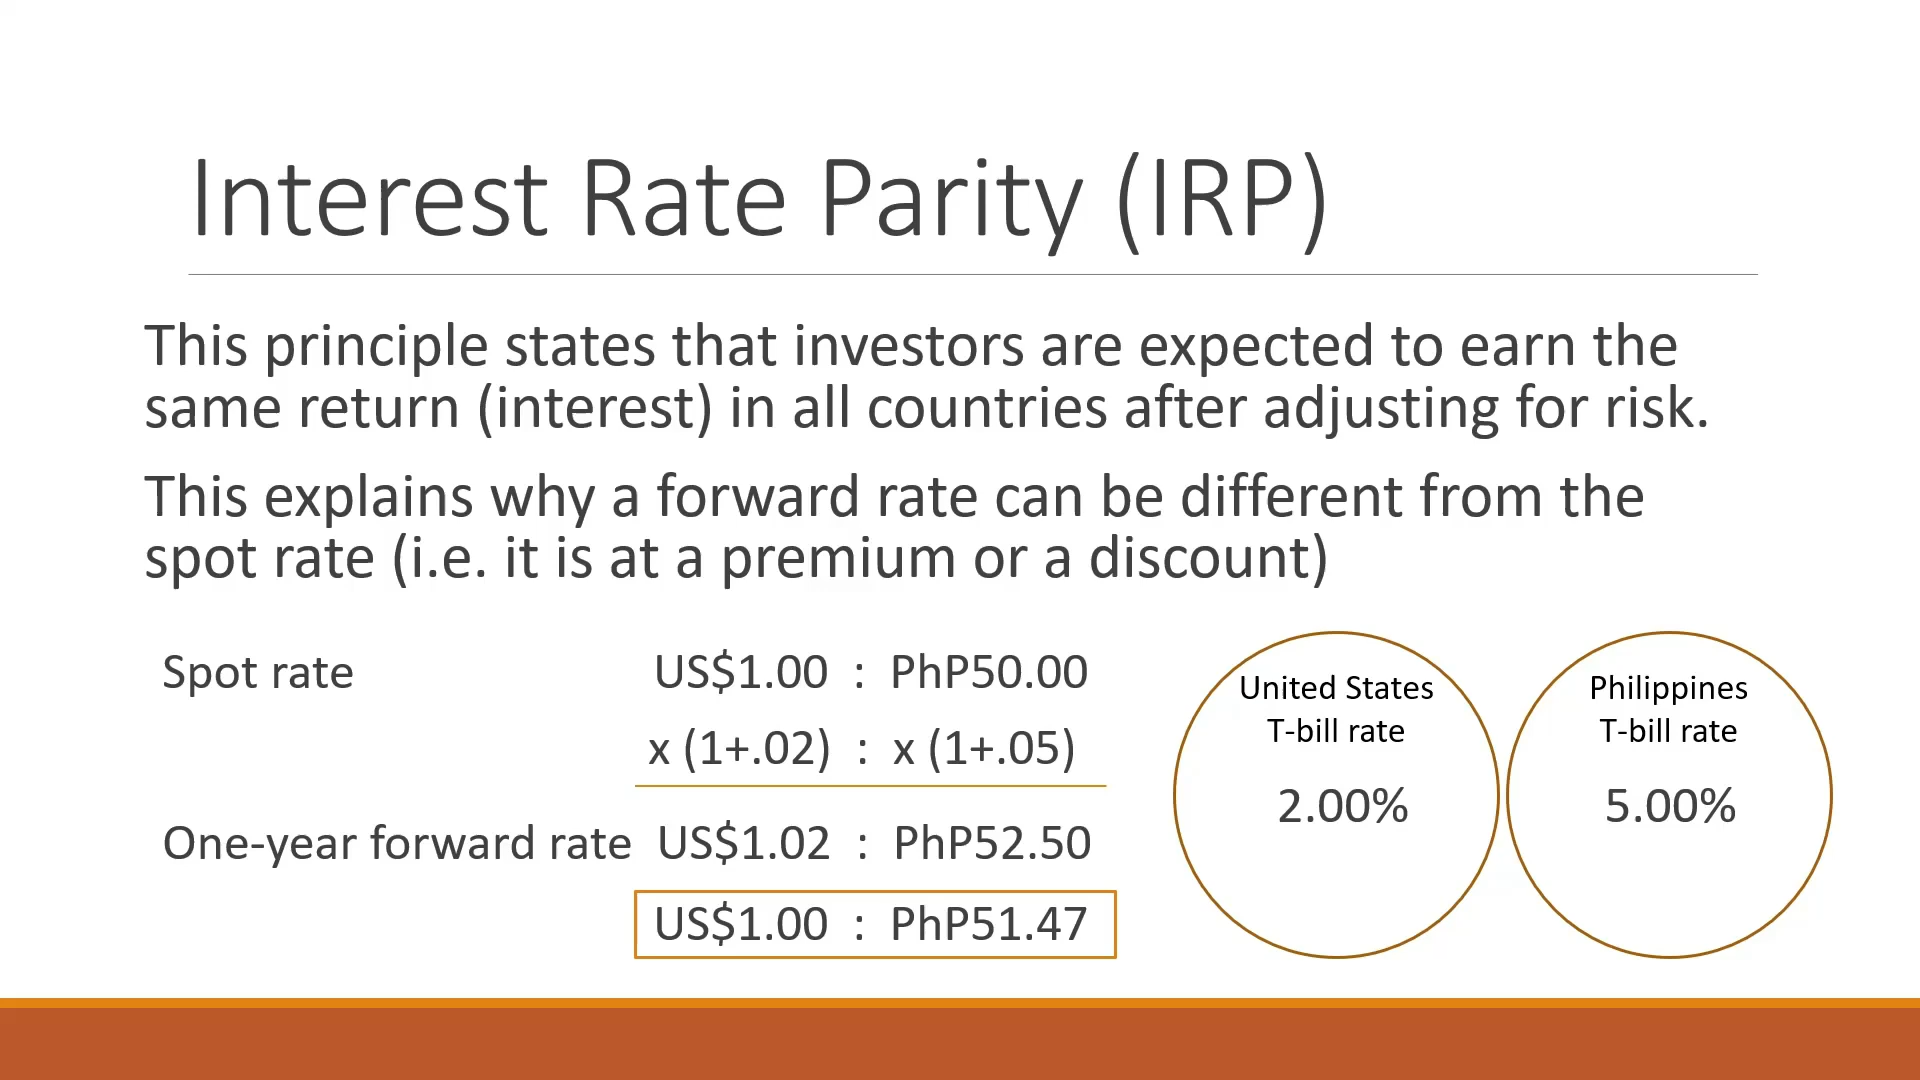 Interest Rate Parity (IRP)
This principle states that investors are expected to earn the
same return (interest) in all countries after adjusting for risk.
This explains why a forward rate can be different from the
spot rate (i.e. it is at a premium or a discount)
Spot rate US$1.00 : PhP50.00
x (1+.02) : x (1+.05)
One-year forward rate US$1.02 : PhP52.50
US$1.00 : PhP51.47
United States
T-bill rate
2.00%
Philippines
T-bill rate
5.00%